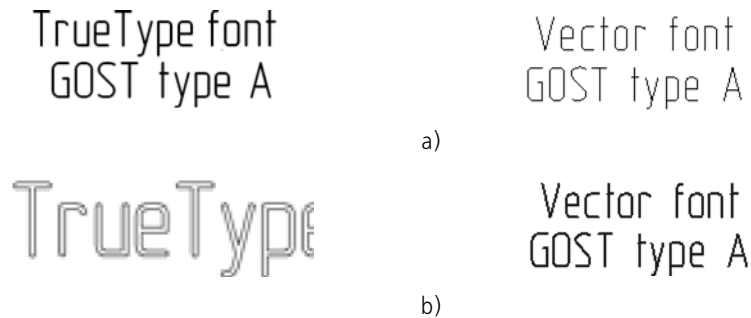 TrueType font
GOST type A
Vector font
GOST type A
a)
TrueType
Vector font
GOST type A
b)